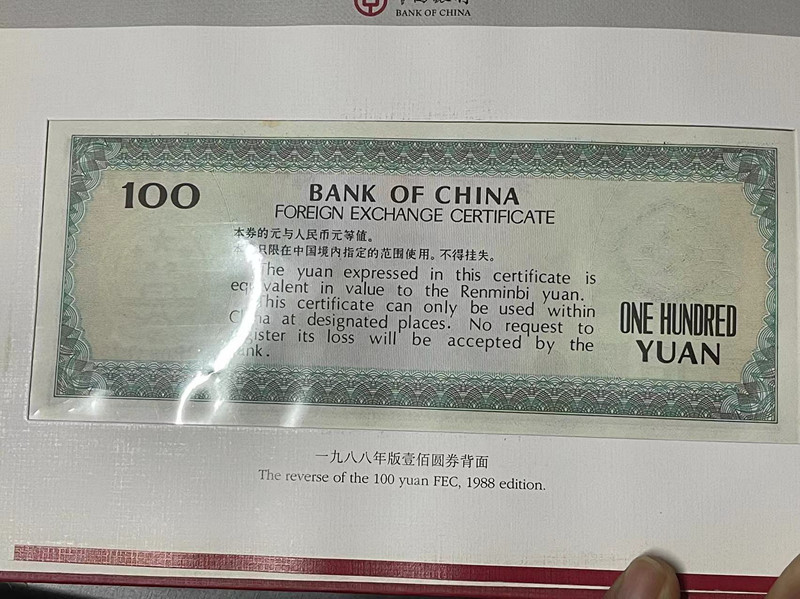 BANK OF CHINA
100
BANK OF CHINA
FOREIGN EXCHANGE CERTIFICATE
本券的元与人民币元等值。
本 只限在中国境内指定的范围使用。不得挂失。
The yuan expressed in this certificate is
equivalent in value to the Renminbi yuan.
This certificate can only be used within
China at designated places. No request to
register its loss will be accepted by the
bank.
ONE HUNDRED
YUAN
一九八八年版壹佰圆券背面
The reverse of the 100 yuan FEC, 1988 edition.